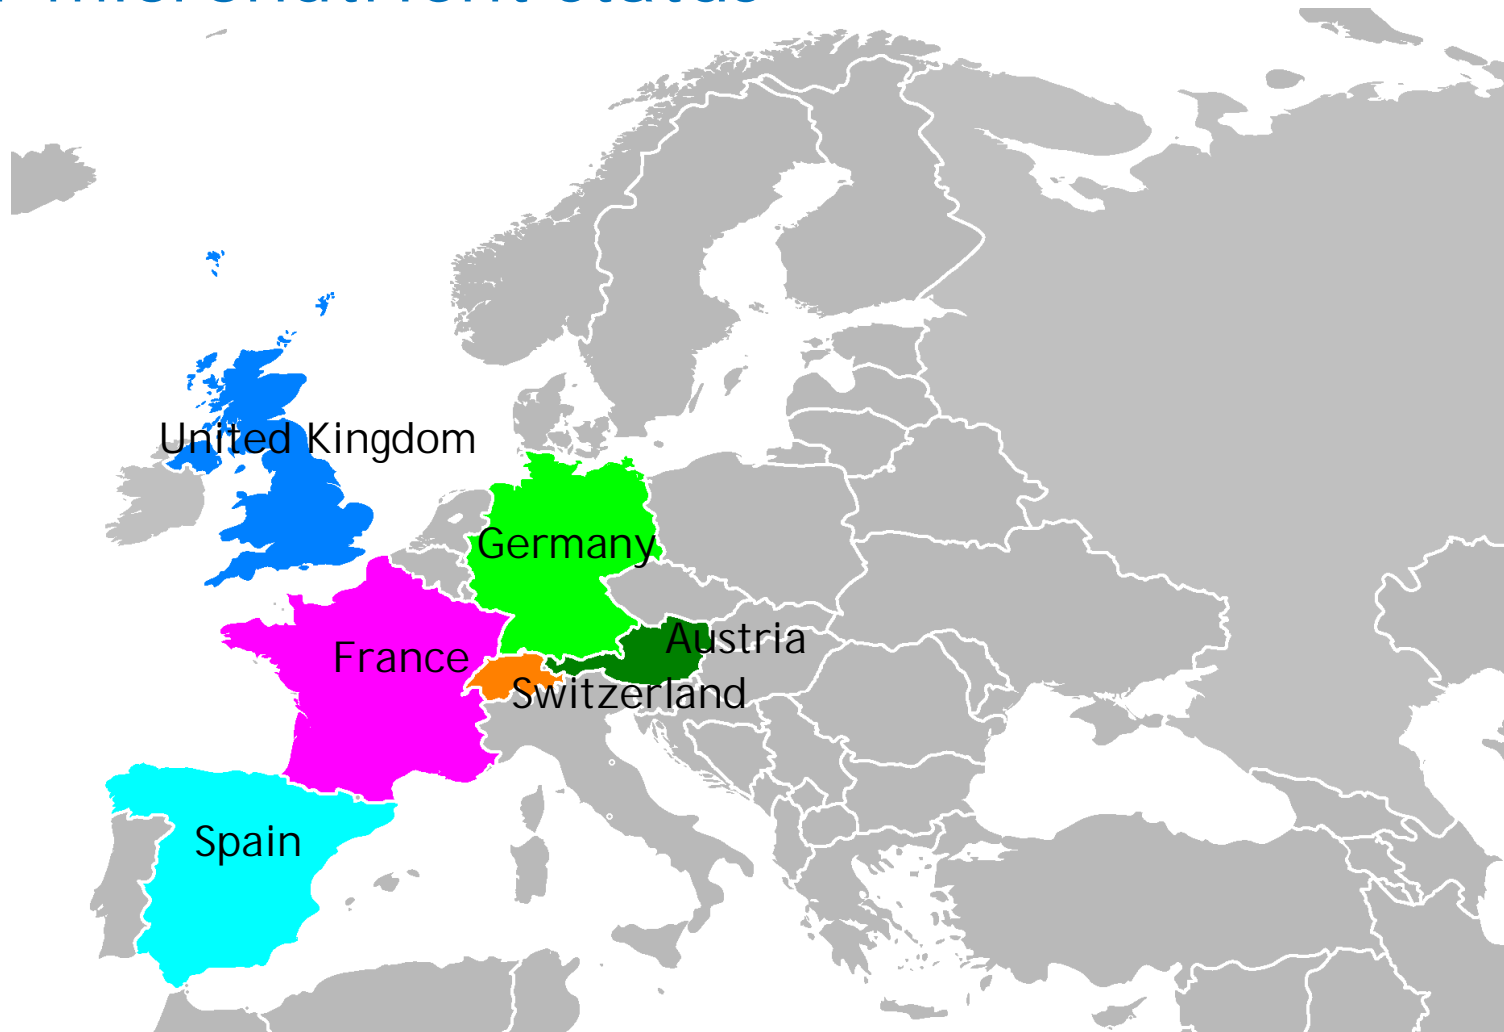 United Kingdom
Germany
Austria
France
Switzerland
Spain